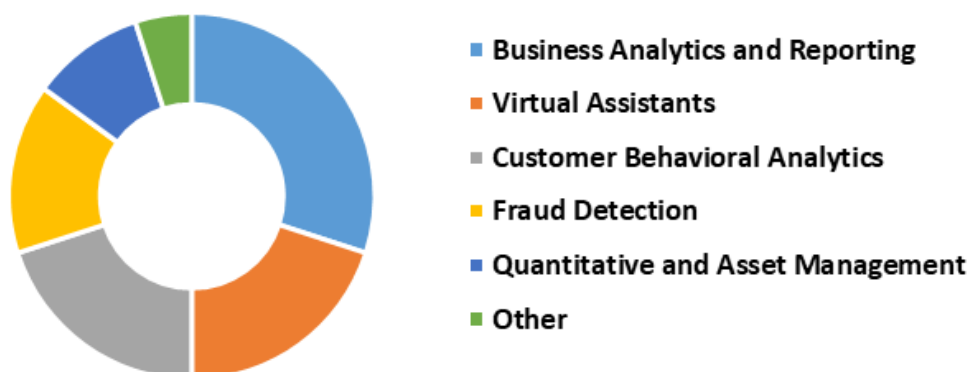 Business Analytics and Reporting
Virtual Assistants
Customer Behavioral Analytics
Fraud Detection
Quantitative and Asset Management
Other